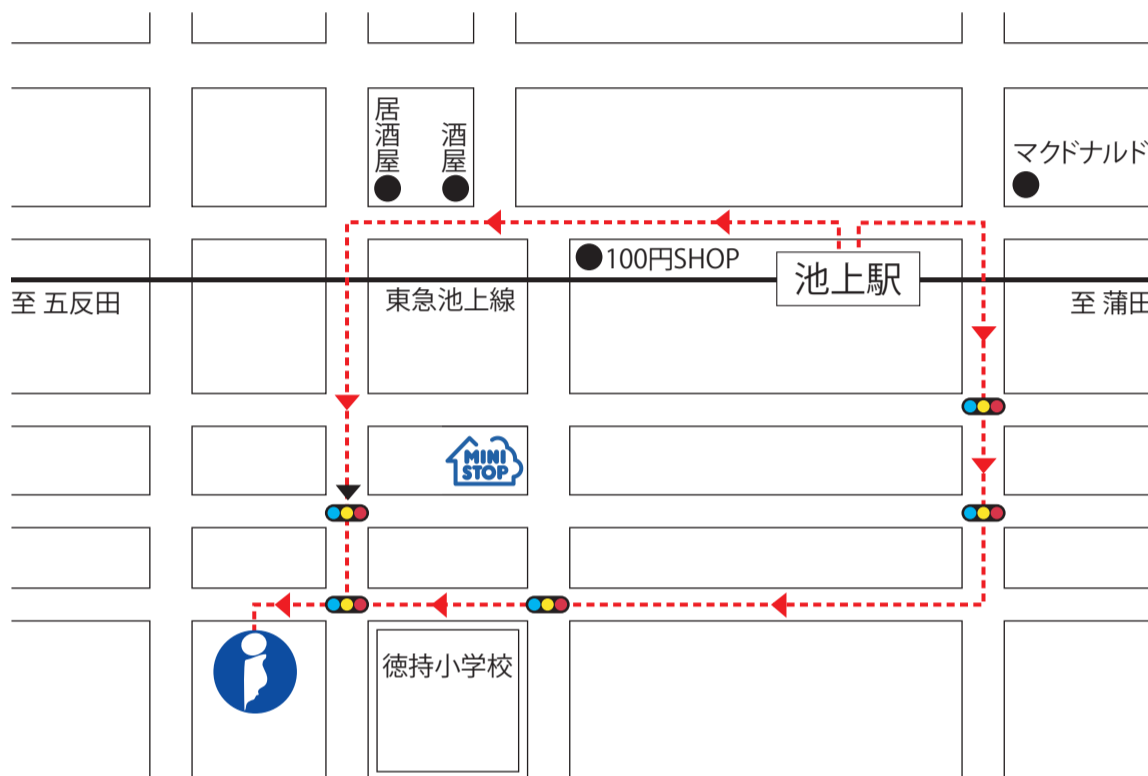 居酒屋
酒屋
マクドナルド
100円SHOP
池上駅
至 五反田
東急池上線
至 蒲田
MINI
STOP
徳持小学校